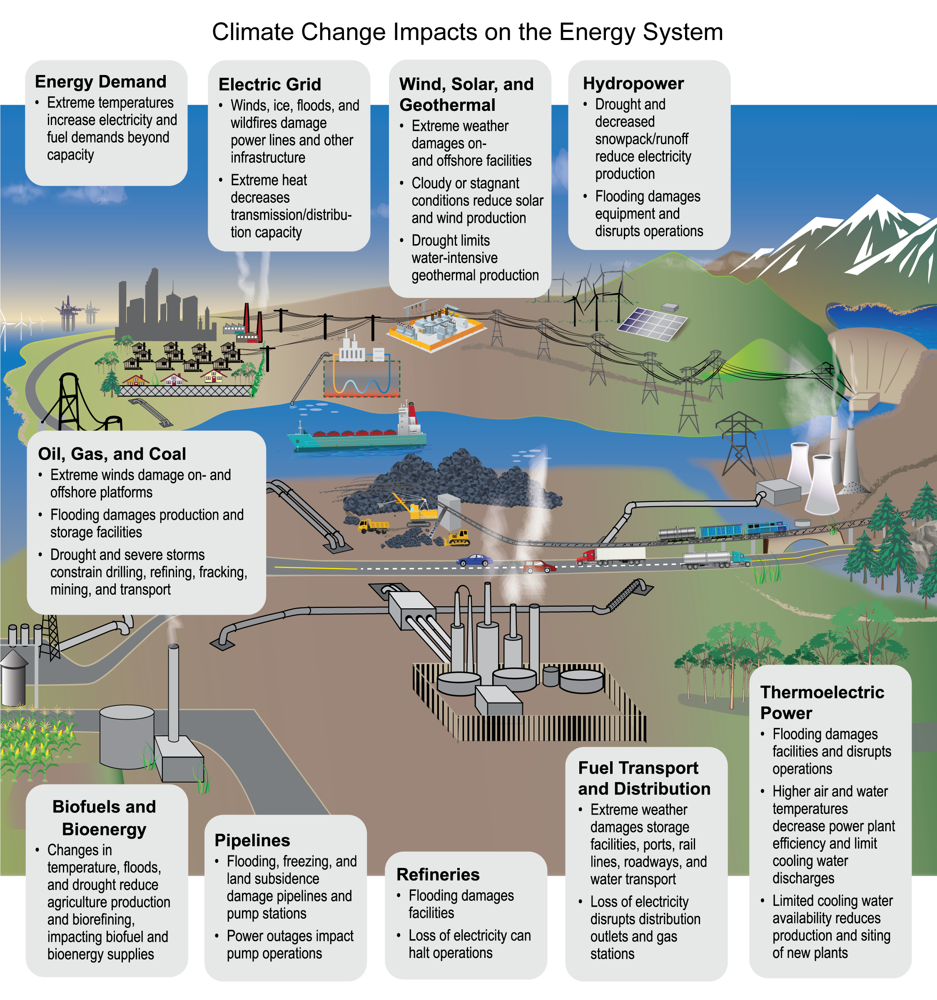 Climate Change Impacts on the Energy System
Energy Demand
• Extreme temperatures
increase electricity and
fuel demands beyond
capacity
Electric Grid
• Winds, ice, floods, and
wildfires damage
power lines and other
infrastructure
• Extreme heat
decreases
transmission/distribu-
tion capacity
Wind, Solar, and
Geothermal
• Extreme weather
damages on-
and offshore facilities
• Cloudy or stagnant
conditions reduce solar
and wind production
• Drought limits
water-intensive
geothermal production
Hydropower
• Drought and
decreased
snowpack/runoff
reduce electricity
production
• Flooding damages
equipment and
disrupts operations
Oil, Gas, and Coal
• Extreme winds damage on- and
offshore platforms
• Flooding damages production and
storage facilities
• Drought and severe storms
constrain drilling, refining, fracking,
mining, and transport
Biofuels and
Bioenergy
• Changes in
temperature, floods,
and drought reduce
agriculture production
and biorefining,
impacting biofuel and
bioenergy supplies
Pipelines
• Flooding, freezing, and
land subsidence
damage pipelines and
pump stations
• Power outages impact
pump operations
Refineries
• Flooding damages
facilities
• Loss of electricity can
halt operations
Fuel Transport
and Distribution
• Extreme weather
damages storage
facilities, ports, rail
lines, roadways, and
water transport
• Loss of electricity
disrupts distribution
outlets and gas
stations
Thermoelectric
Power
• Flooding damages
facilities and disrupts
operations
• Higher air and water
temperatures
decrease power plant
efficiency and limit
cooling water
discharges
• Limited cooling water
availability reduces
production and siting
of new plants